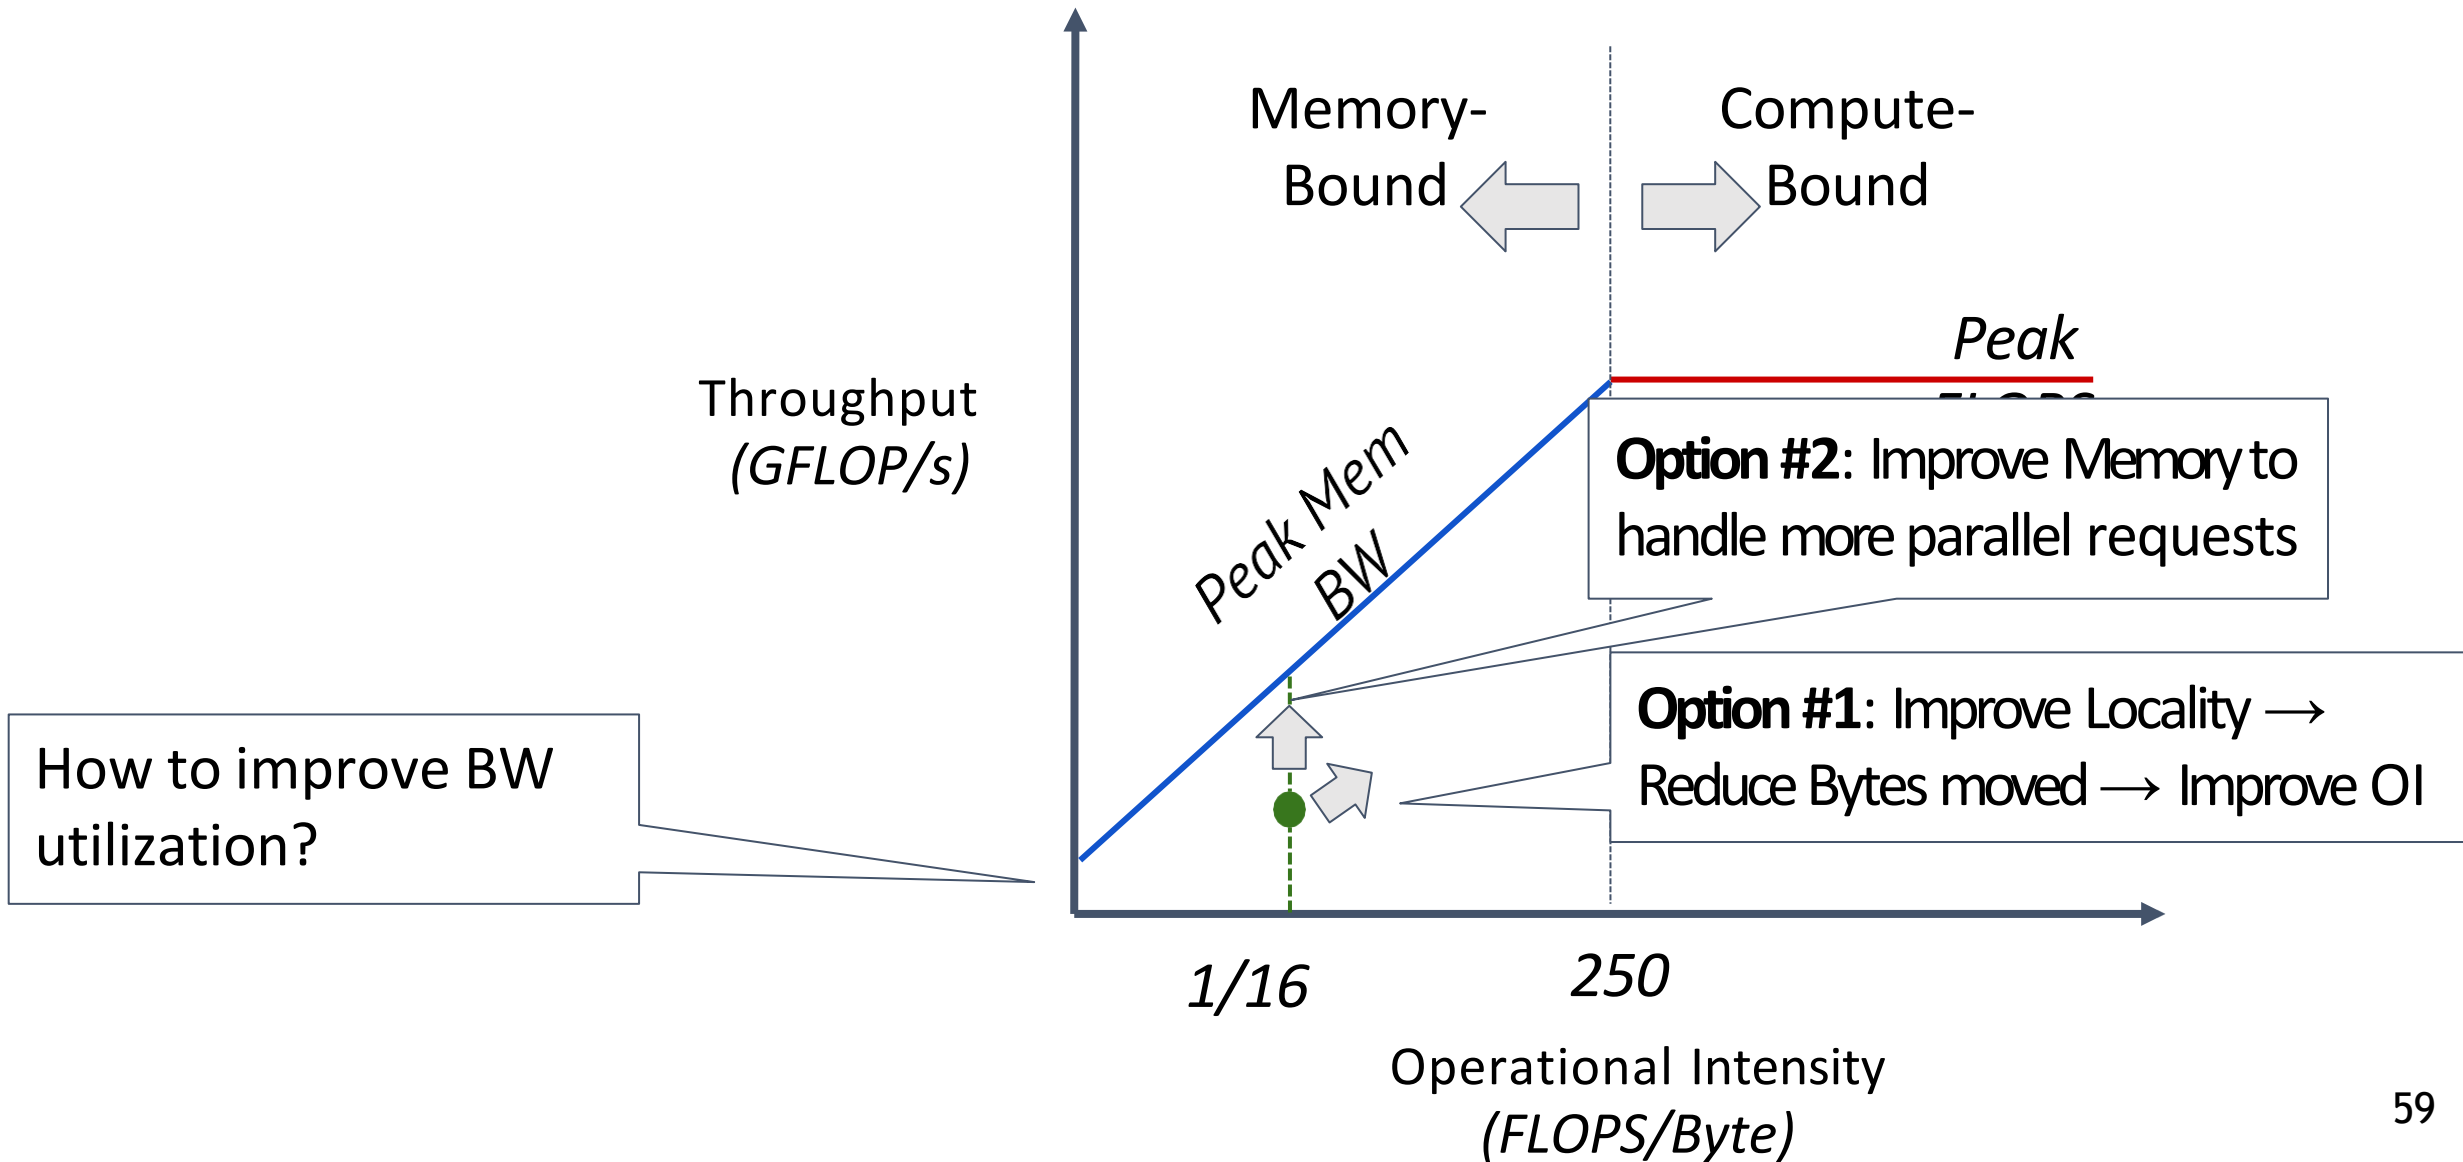 Memory-
Bound
Compute-
Bound
Peak
Throughput
(GFLOP/s)
Peak Mem
BW
Option #2: Improve Memory to
handle more parallel requests
Option #1: Improve Locality →
Reduce Bytes moved → Improve OI
How to improve BW
utilization?
1/16
250
Operational Intensity
(FLOPS/Byte)
59